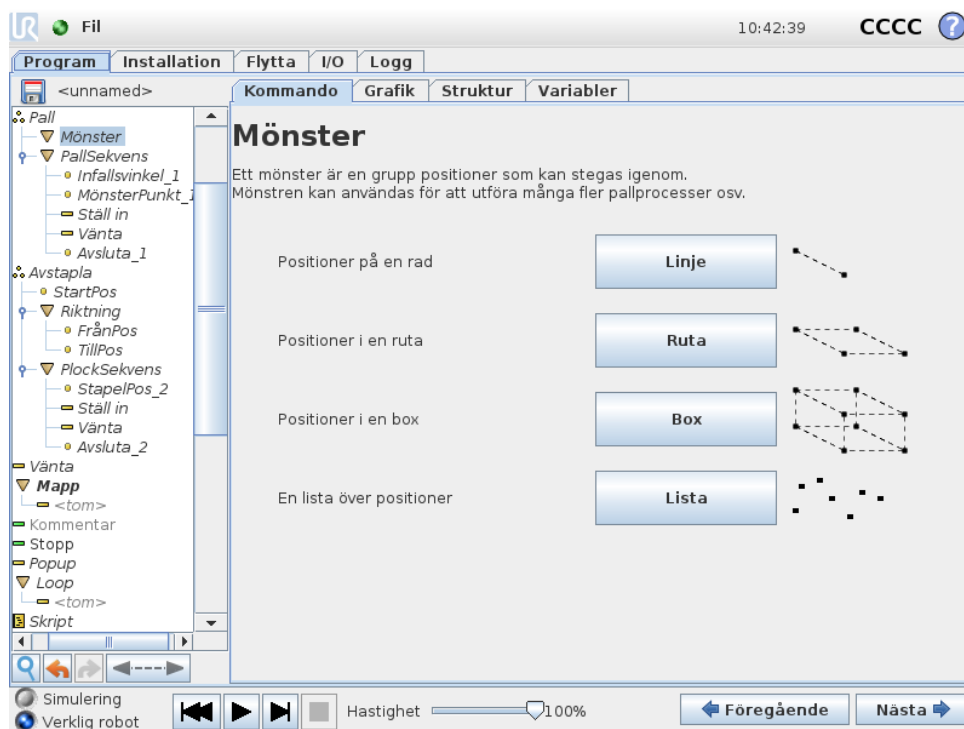 UR Fil 10:42:39 CCCC ?
Program Installation Flytta I/O Logg
<unnamed>
Kommando Grafik Struktur Variabler
Pall
Mönster
PallSekvens
Infallsvinkel_1
MönsterPunkt_1
Ställ in
Vänta
Avsluta_1
Avstapla
StartPos
Riktning
FrånPos
TillPos
PlockSekvens
StapelPos_2
Ställ in
Vänta
Avsluta_2
Vänta
Mapp
<tom>
Kommentar
Stopp
Popup
Loop
<tom>
Skript
Mönster
Ett mönster är en grupp positioner som kan stegas igenom.
Mönstren kan användas för att utföra många fler pallprocesser osv.
Positioner på en rad Linje
Positioner i en ruta Ruta
Positioner i en box Box
En lista över positioner Lista
Simulering
Verklig robot
Hastighet 100%
Föregående Nästa